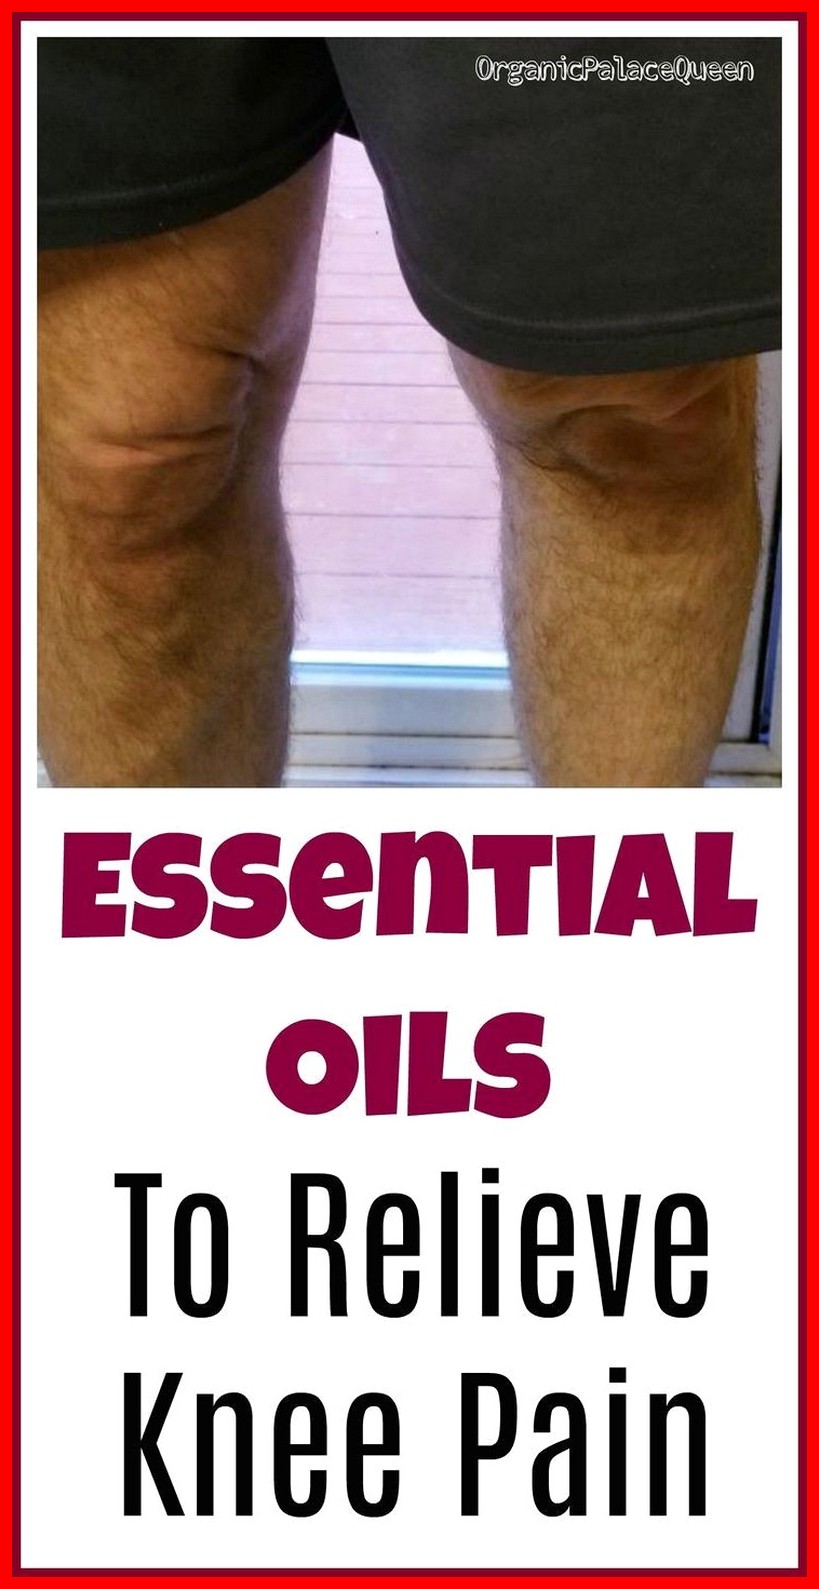 OrganicPalaceQueen
Essential
Oils
To Relieve
Knee Pain